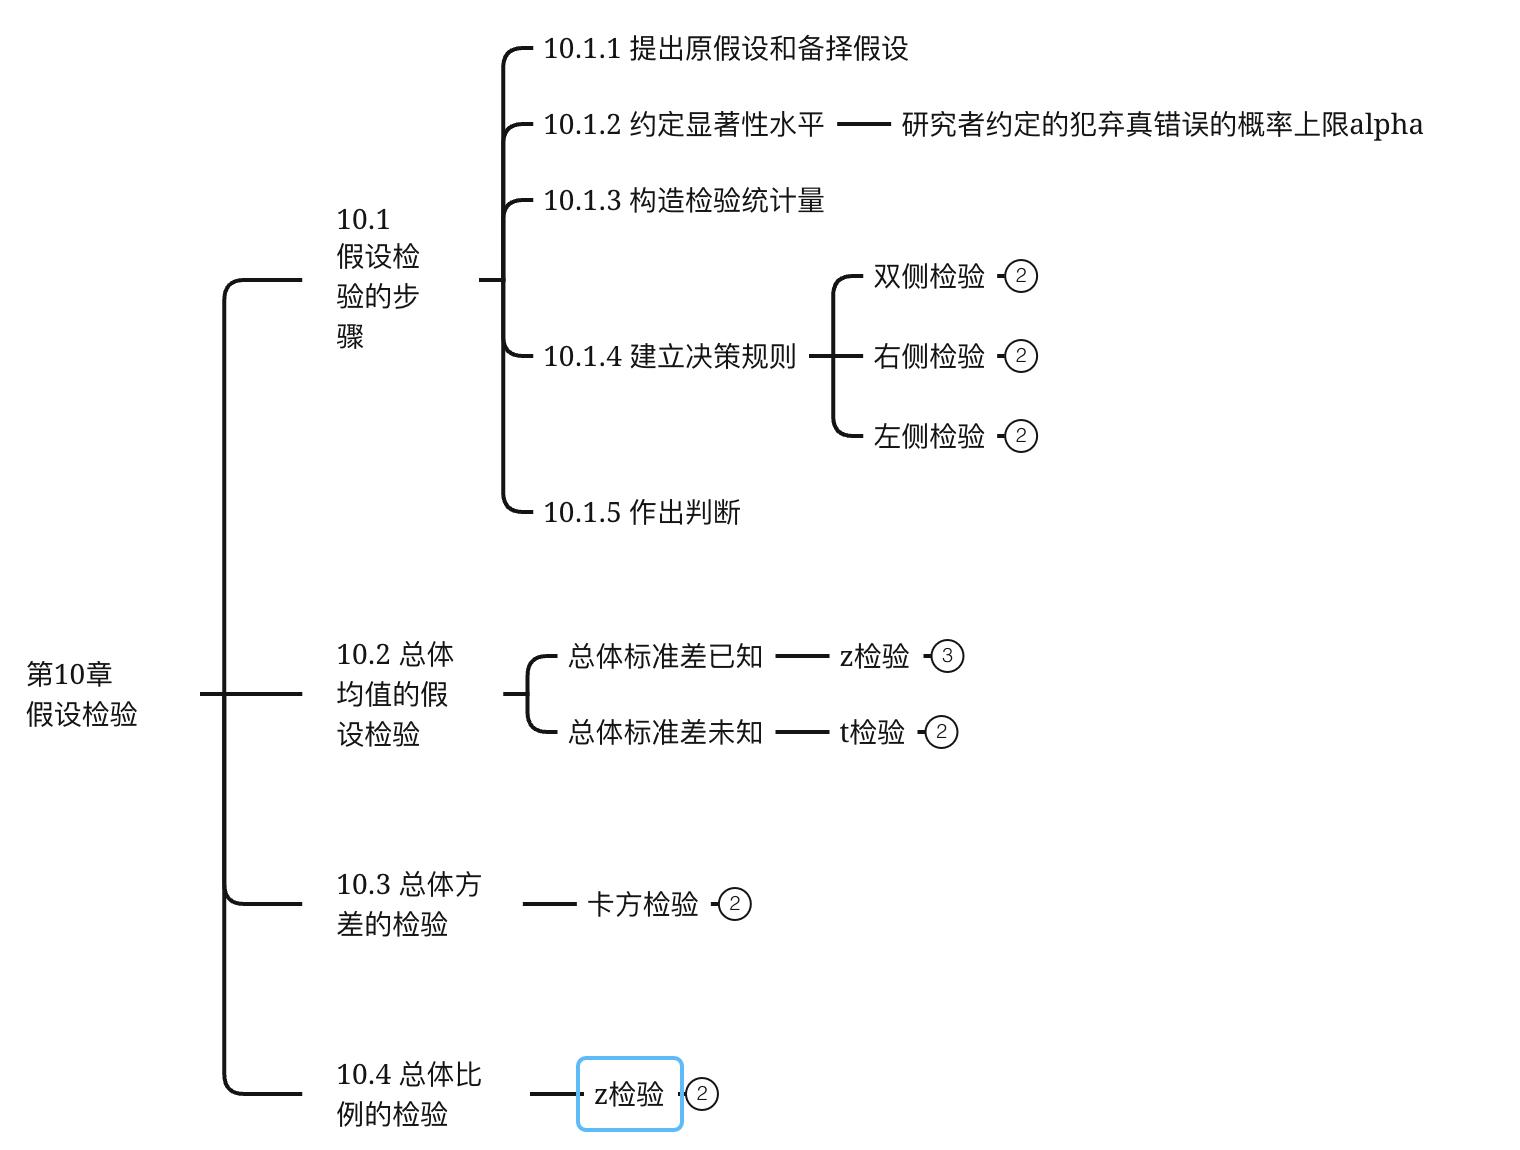 10.1.1 提出原假设和备择假设
10.1.2 约定显著性水平
研究者约定的犯弃真错误的概率上限alpha
10.1.3 构造检验统计量
10.1
假设检
验的步
骤
双侧检验
2
10.1.4 建立决策规则
右侧检验
2
左侧检验
2
10.1.5 作出判断
第10章
假设检验
10.2 总体
均值的假
设检验
总体标准差已知
z检验
3
总体标准差未知
t检验
2
10.3 总体方
差的检验
卡方检验
2
10.4 总体比
例的检验
z检验
2